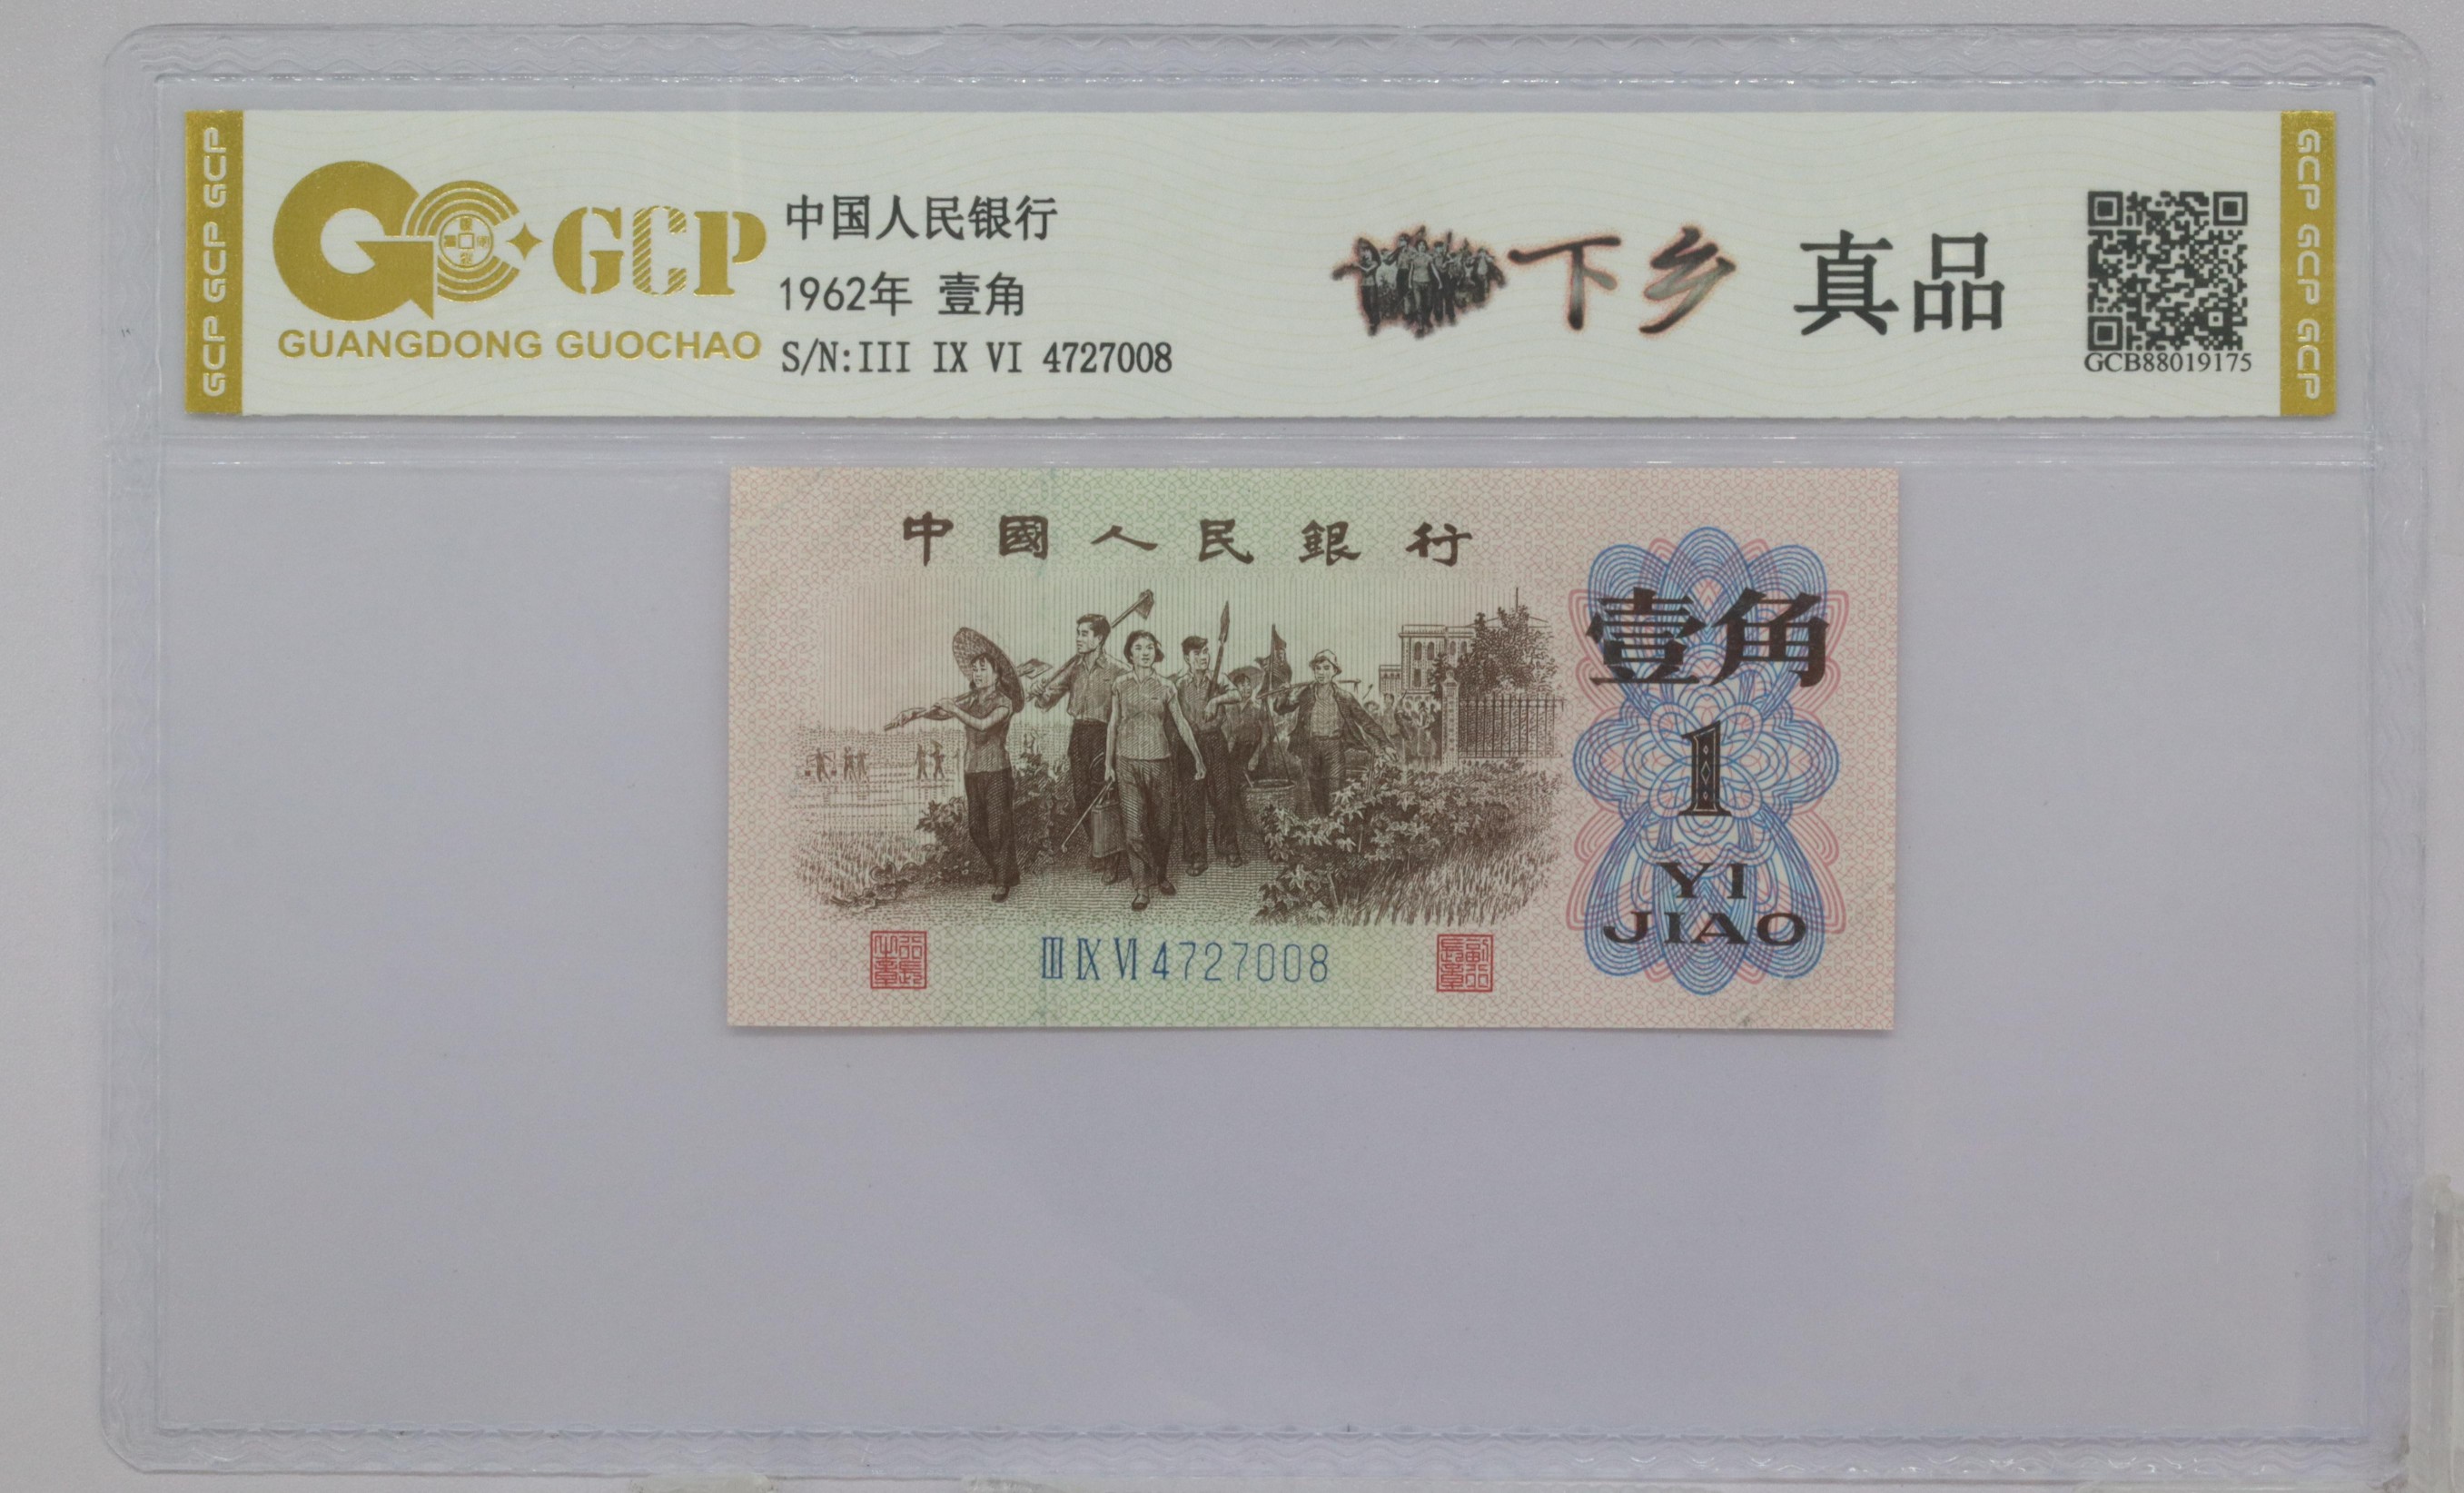 GCP GCP GCP
GCP
GUANGDONG GUOCHAO
中国人民银行
1962年 壹角
S/N:III IX VI 4727008
下乡 真品
GCB88019175
GCP GCP GCP
中國人民銀行
壹角
1
YI
JIAO
III IX VI 4727008